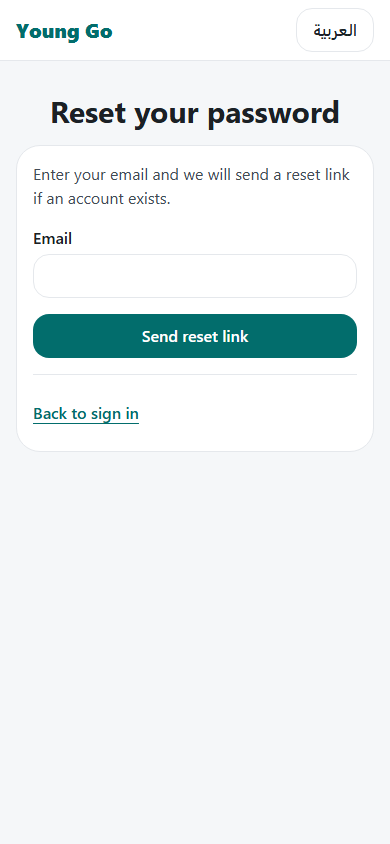 Young Go
العربية
Reset your password
Enter your email and we will send a reset link
if an account exists.
Email
Send reset link
Back to sign in